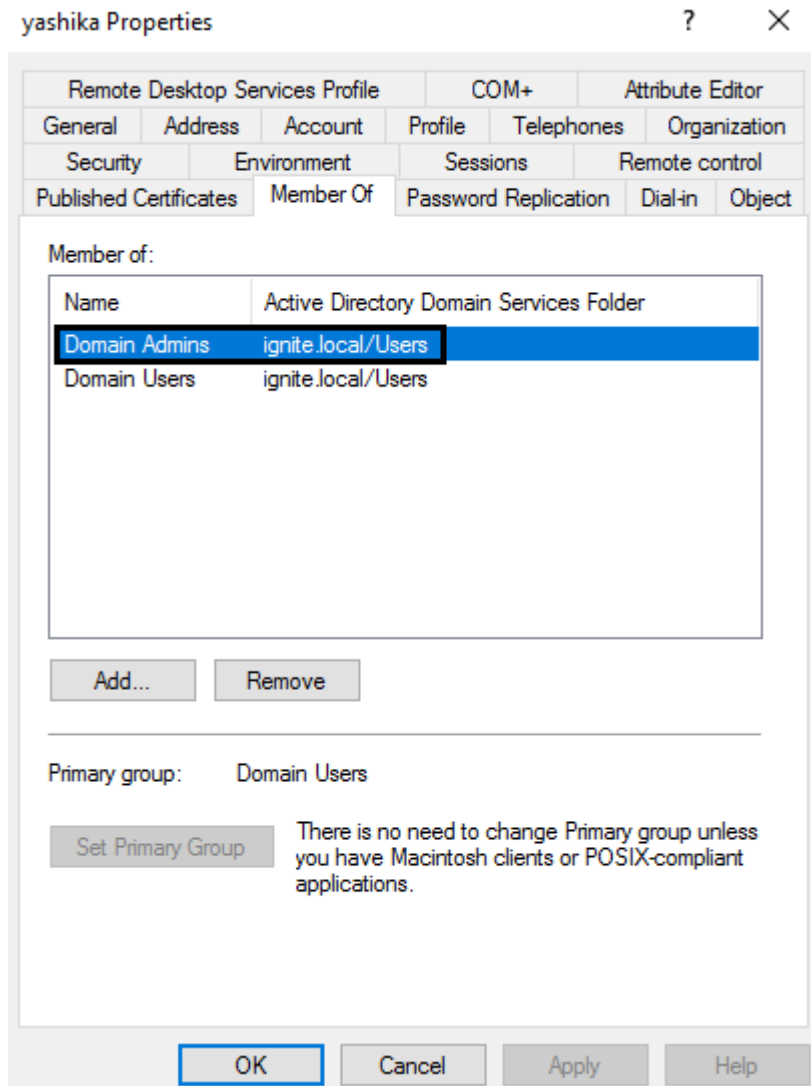 yashika Properties ? ×
Remote Desktop Services Profile COM+ Attribute Editor
General Address Account Profile Telephones Organization
Security Environment Sessions Remote control
Published Certificates Member Of Password Replication Dial-in Object
Member of:
Name Active Directory Domain Services Folder
Domain Admins ignite.local/Users
Domain Users ignite.local/Users
Add... Remove
Primary group: Domain Users
Set Primary Group
There is no need to change Primary group unless
you have Macintosh clients or POSIX-compliant
applications.
OK Cancel Apply Help